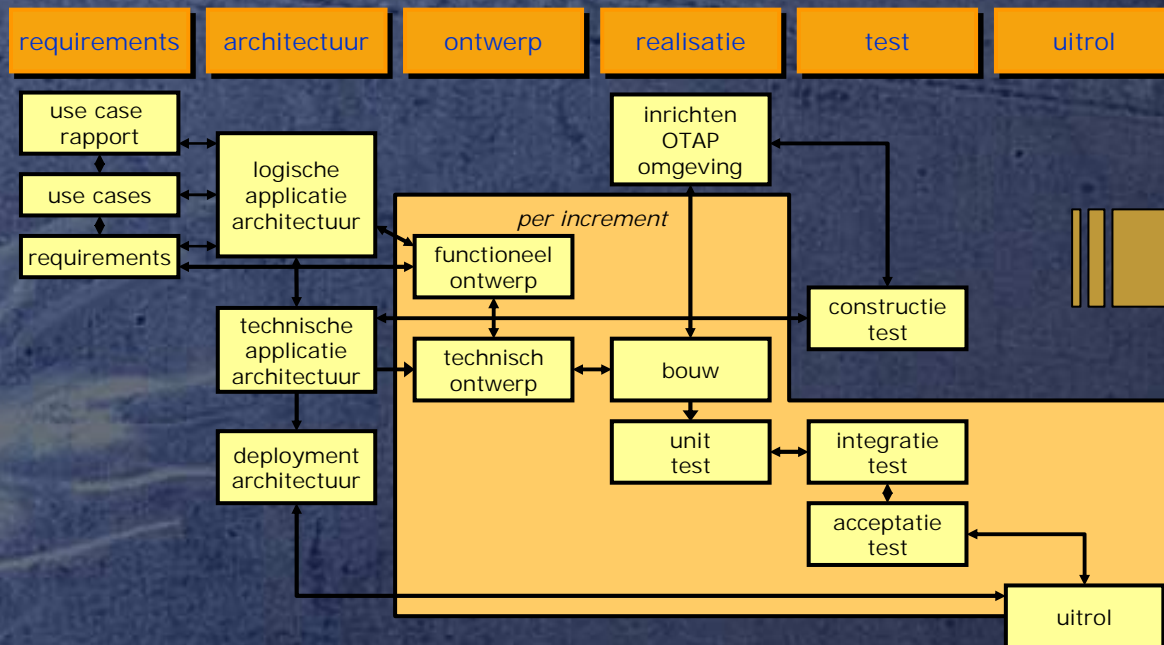 requirements
architectuur
ontwerp
realisatie
test
uitrol
use case
rapport
use cases
requirements
logische
applicatie
architectuur
technische
applicatie
architectuur
deployment
architectuur
per increment
functioneel
ontwerp
technisch
ontwerp
inrichten
OTAP
omgeving
bouw
unit
test
constructie
test
integratie
test
acceptatie
test
uitrol